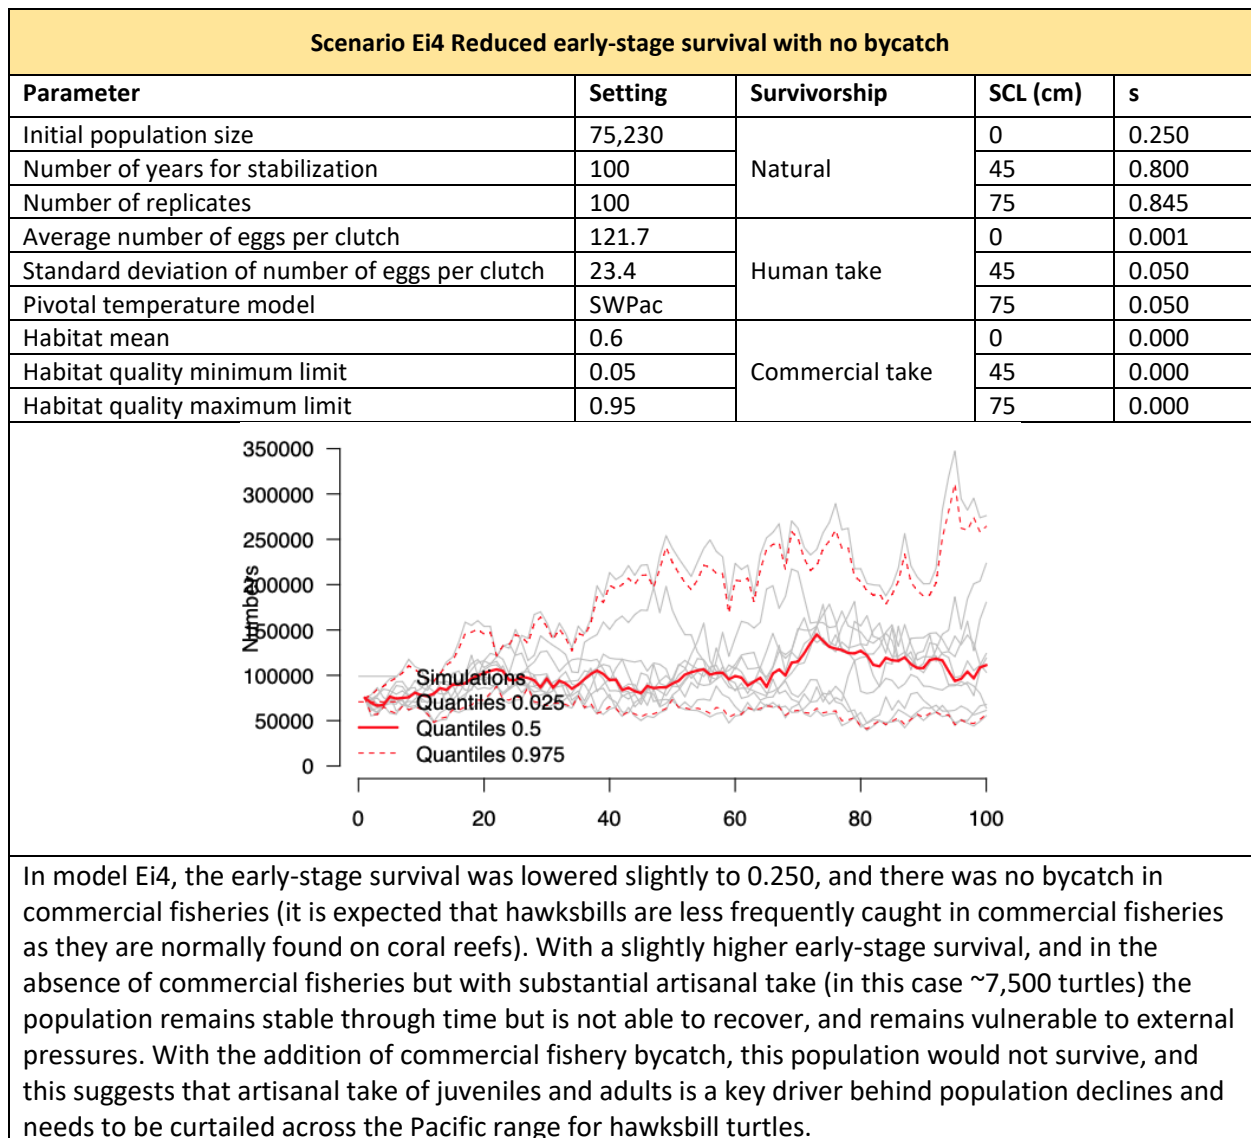 Scenario Ei4 Reduced early-stage survival with no bycatch
Parameter Setting Survivorship SCL (cm) s
Initial population size 75,230 Natural 0 0.250
Number of years for stabilization 100 45 0.800
Number of replicates 100 75 0.845
Average number of eggs per clutch 121.7 Human take 0 0.001
Standard deviation of number of eggs per clutch 23.4 45 0.050
Pivotal temperature model SWPac 75 0.050
Habitat mean 0.6 Commercial take 0 0.000
Habitat quality minimum limit 0.05 45 0.000
Habitat quality maximum limit 0.95 75 0.000
350000
300000
250000
200000
150000
100000
50000
0
Numbers
Simulations
Quantiles 0.025
Quantiles 0.5
Quantiles 0.975
0 20 40 60 80 100
In model Ei4, the early-stage survival was lowered slightly to 0.250, and there was no bycatch in
commercial fisheries (it is expected that hawksbills are less frequently caught in commercial fisheries
as they are normally found on coral reefs). With a slightly higher early-stage survival, and in the
absence of commercial fisheries but with substantial artisanal take (in this case ~7,500 turtles) the
population remains stable through time but is not able to recover, and remains vulnerable to external
pressures. With the addition of commercial fishery bycatch, this population would not survive, and
this suggests that artisanal take of juveniles and adults is a key driver behind population declines and
needs to be curtailed across the Pacific range for hawksbill turtles.